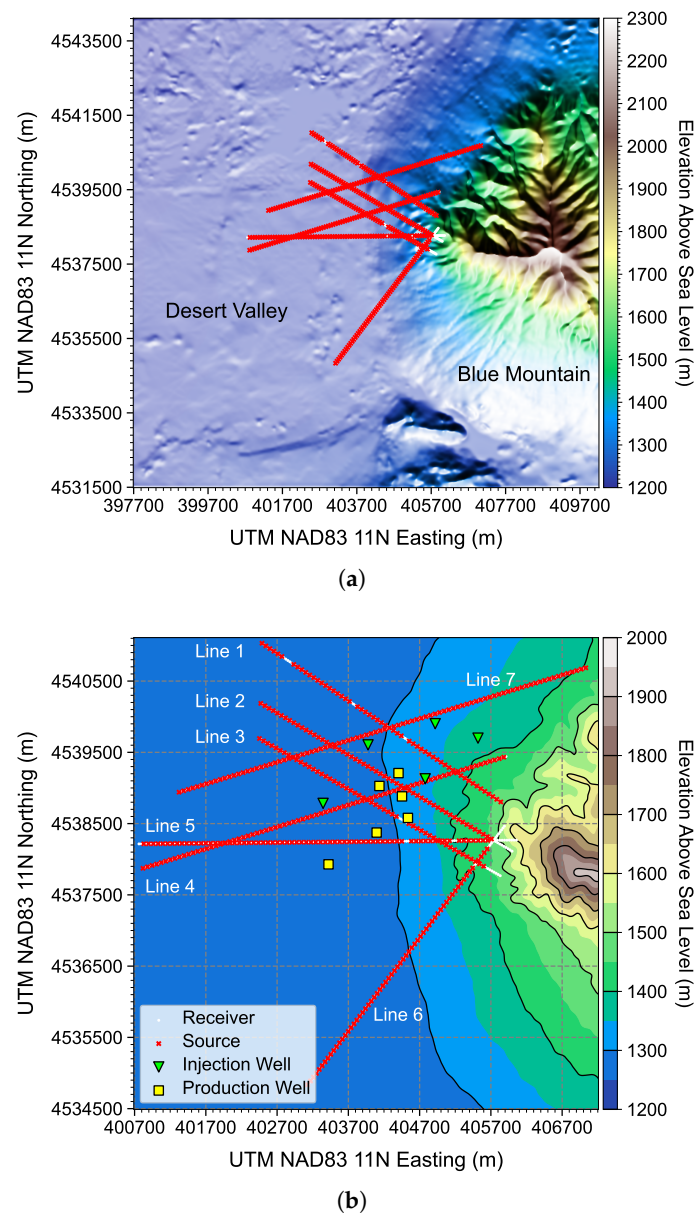 4543500
4541500
4539500
4537500
4535500
4533500
4531500
UTM NAD83 11N Northing (m)
Desert Valley
Blue Mountain
397700 399700 401700 403700 405700 407700 409700
UTM NAD83 11N Easting (m)
2300
2200
2100
2000
1900
1800
1700
1600
1500
1400
1300
1200
Elevation Above Sea Level (m)
(a)
4540500
4539500
4538500
4537500
4536500
4535500
4534500
UTM NAD83 11N Northing (m)
Line 1
Line 7
Line 2
Line 3
Line 5
Line 4
Line 6
Receiver
Source
Injection Well
Production Well
400700 401700 402700 403700 404700 405700 406700
UTM NAD83 11N Easting (m)
2000
1900
1800
1700
1600
1500
1400
1300
1200
Elevation Above Sea Level (m)
(b)